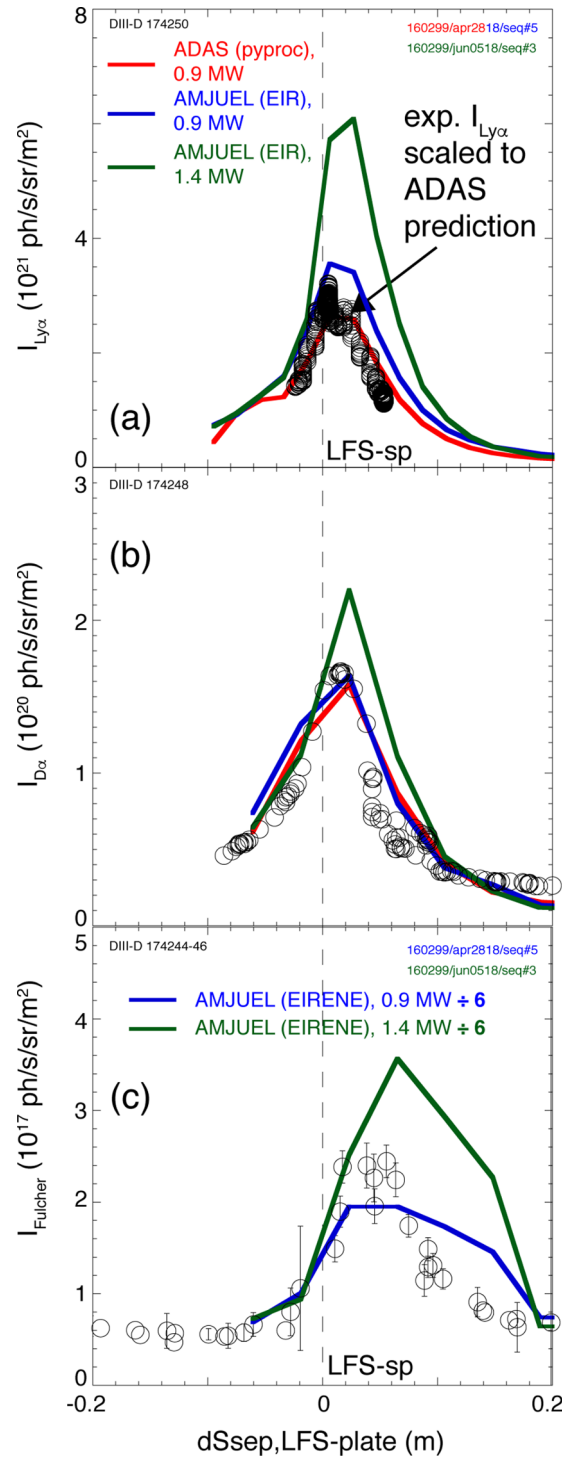 DIII-D 174250
160299/apr2818/seq#5
160299/jun0518/seq#3
ADAS (pyproc),
0.9 MW
AMJUEL (EIR),
0.9 MW
AMJUEL (EIR),
1.4 MW
exp. I_Lyα
scaled to
ADAS
prediction
8
4
0
I_Lyα (10^21 ph/s/sr/m^2)
(a)
LFS-sp
DIII-D 174248
(b)
3
2
1
0
I_Dα (10^20 ph/s/sr/m^2)
DIII-D 174244-46
160299/apr2818/seq#5
160299/jun0518/seq#3
AMJUEL (EIRENE), 0.9 MW ÷ 6
AMJUEL (EIRENE), 1.4 MW ÷ 6
(c)
5
4
3
2
1
0
I_Fulcher (10^17 ph/s/sr/m^2)
LFS-sp
-0.2
0
0.2
dSsep,LFS-plate (m)